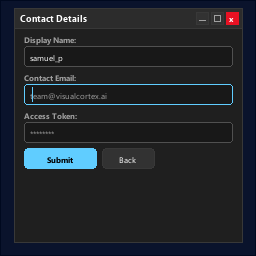 Contact Details
Display Name:
samuel_p
Contact Email:
team@visualcortex.ai
Access Token:
********
Submit Back